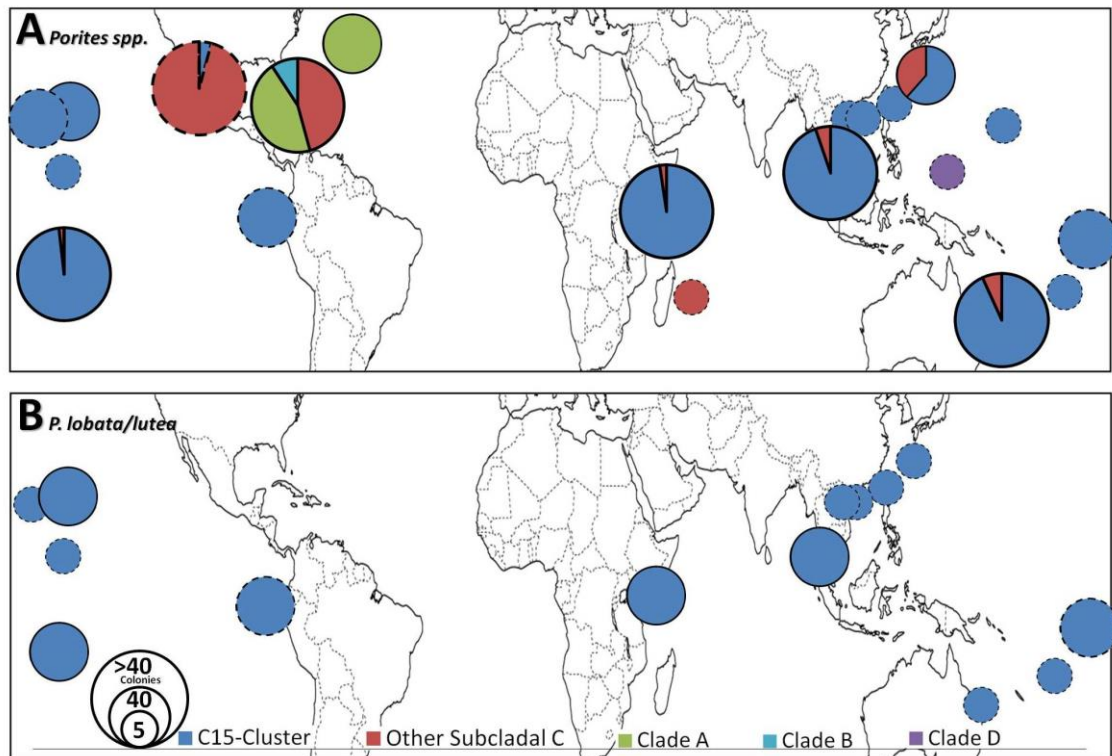 A Porites spp.
B P. lobata/lutea
>40
Colonies
40
5
C15-Cluster Other Subcladal C Clade A Clade B Clade D